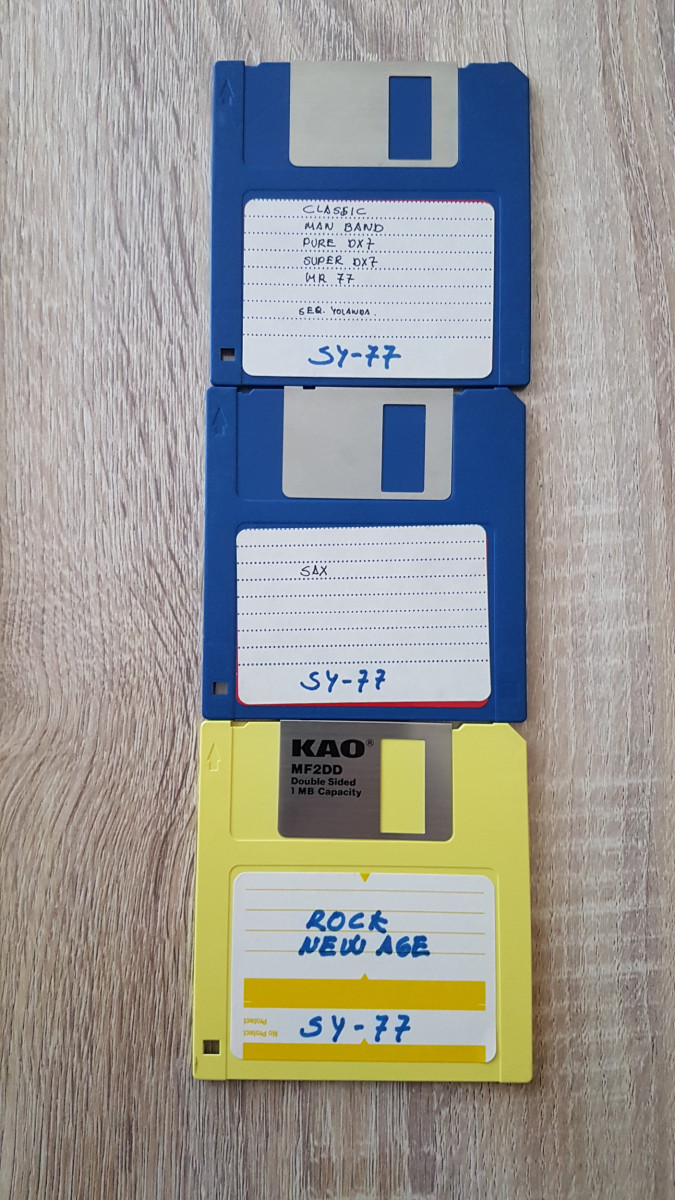 CLASSIC
MAN BAND
PURE DX7
SUPER DX7
MR 77
SEQ. YOLANDA.
SY-77
SAX
SY-77
KAO®
MF2DD
Double Sided
1 MB Capacity
ROCK
NEW AGE
Protect
No Protect
SY-77